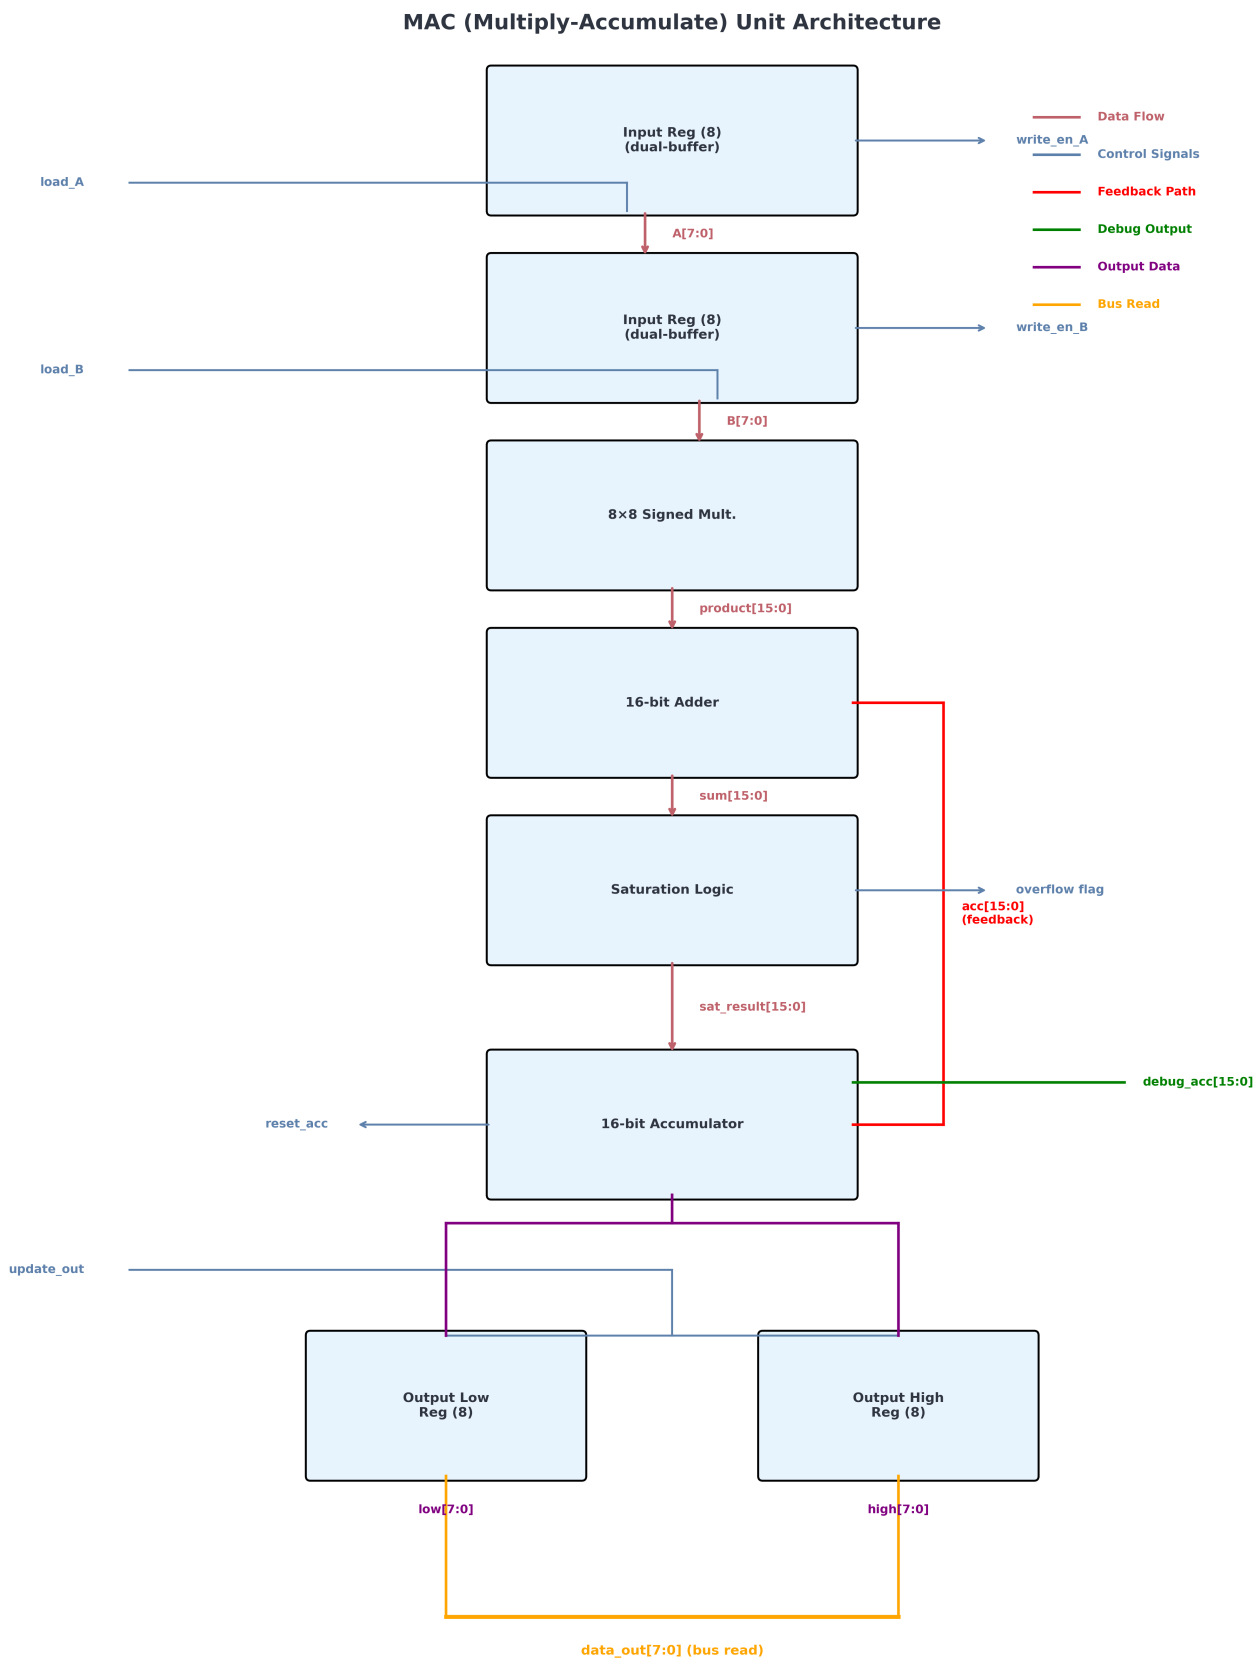 MAC (Multiply-Accumulate) Unit Architecture
Input Reg (8)
(dual-buffer)
Data Flow
write_en_A
Control Signals
load_A
Feedback Path
A[7:0]
Debug Output
Output Data
Bus Read
Input Reg (8)
(dual-buffer)
write_en_B
load_B
B[7:0]
8×8 Signed Mult.
product[15:0]
16-bit Adder
sum[15:0]
Saturation Logic
overflow flag
acc[15:0]
(feedback)
sat_result[15:0]
debug_acc[15:0]
reset_acc
16-bit Accumulator
update_out
Output Low
Reg (8)
Output High
Reg (8)
low[7:0]
high[7:0]
data_out[7:0] (bus read)